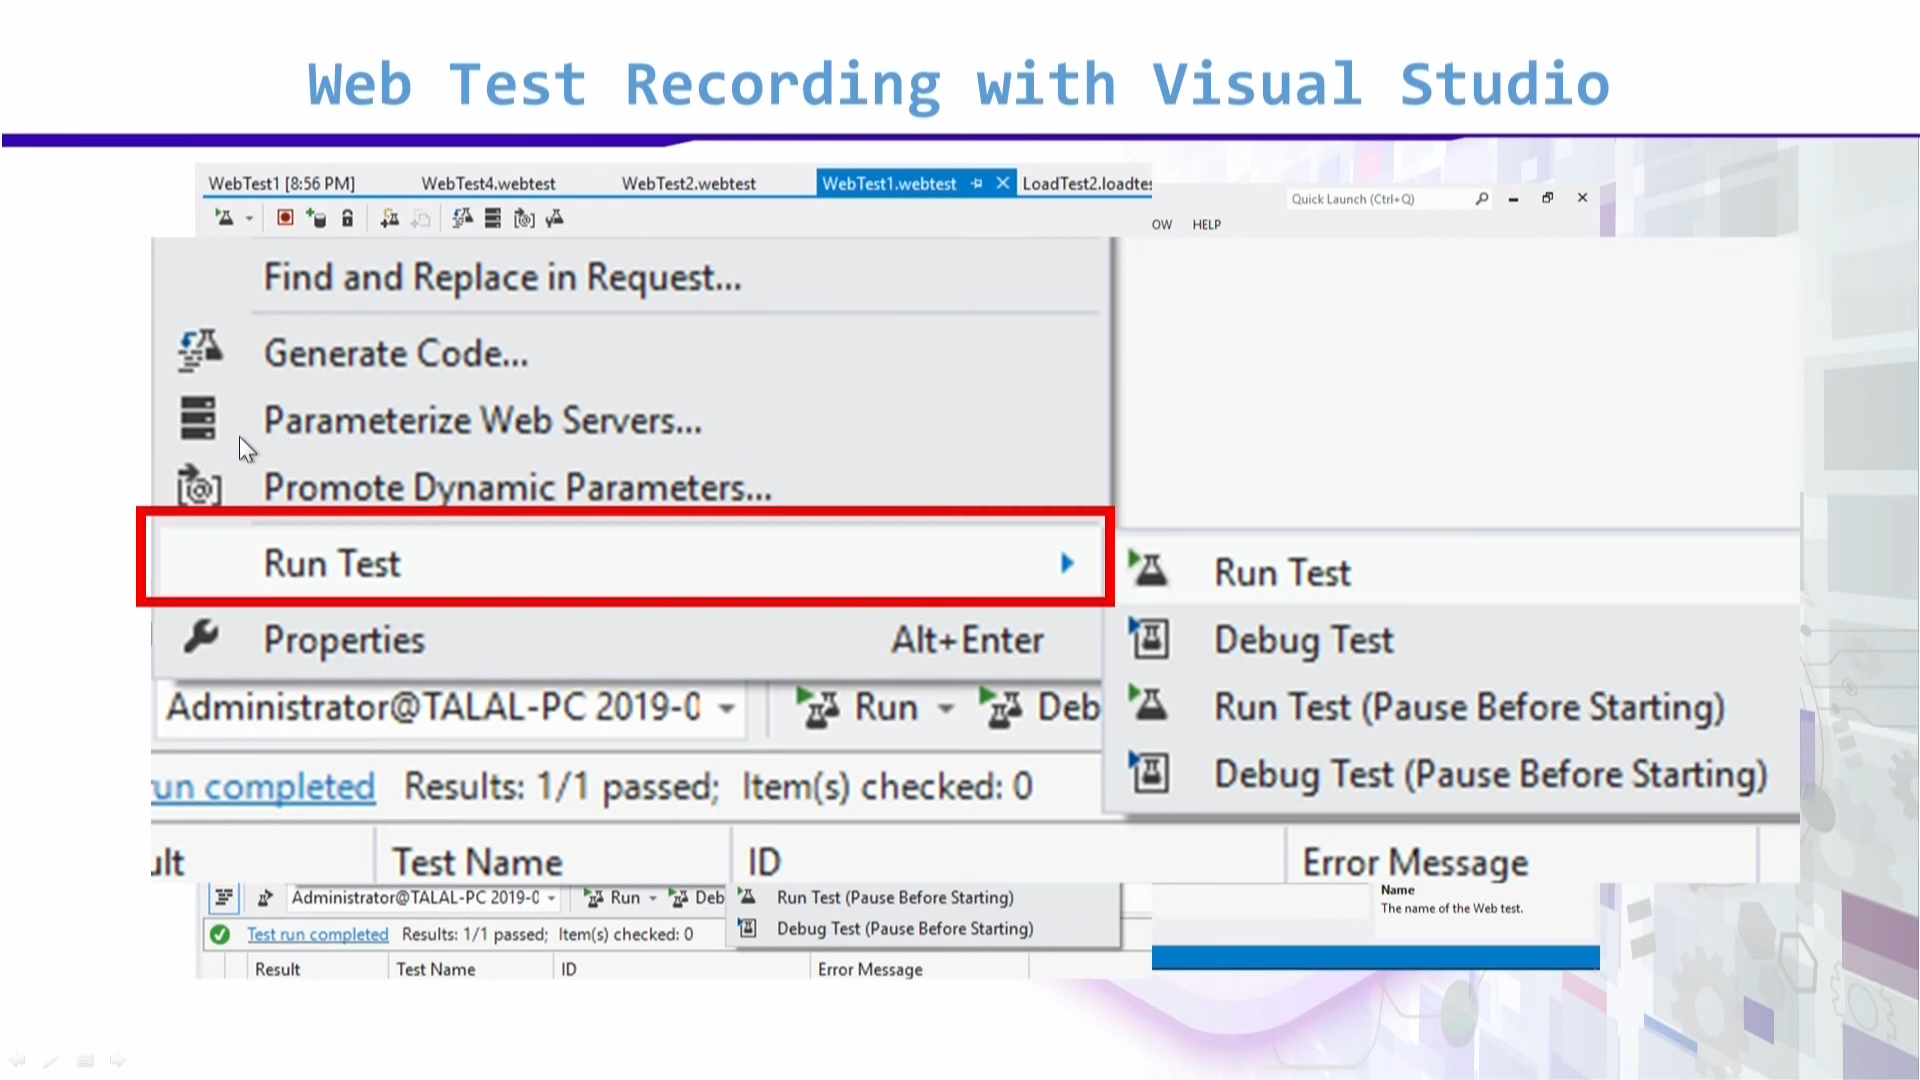 Web Test Recording with Visual Studio
WebTest1 [8:56 PM] WebTest4.webtest WebTest2.webtest WebTest1.webtest LoadTest2.loadtes
Quick Launch (Ctrl+Q)
OW HELP
Find and Replace in Request...
Generate Code...
Parameterize Web Servers...
Promote Dynamic Parameters...
Run Test
Properties Alt+Enter
Run Test
Debug Test
Run Test (Pause Before Starting)
Debug Test (Pause Before Starting)
Administrator@TALAL-PC 2019-0 Run Deb
un completed Results: 1/1 passed; Item(s) checked: 0
ult Test Name ID Error Message
Administrator@TALAL-PC 2019-0 Run Deb Run Test (Pause Before Starting)
Debug Test (Pause Before Starting)
Test run completed Results: 1/1 passed; Item(s) checked: 0
Result Test Name ID Error Message
Name
The name of the Web test.